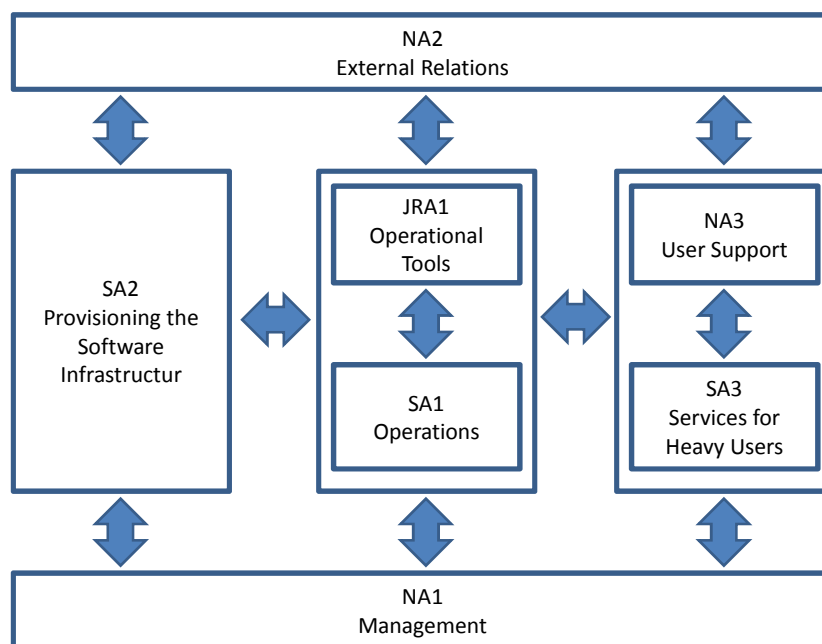 NA2
External Relations
SA2
Provisioning the
Software
Infrastructur
JRA1
Operational
Tools
SA1
Operations
NA3
User Support
SA3
Services for
Heavy Users
NA1
Management